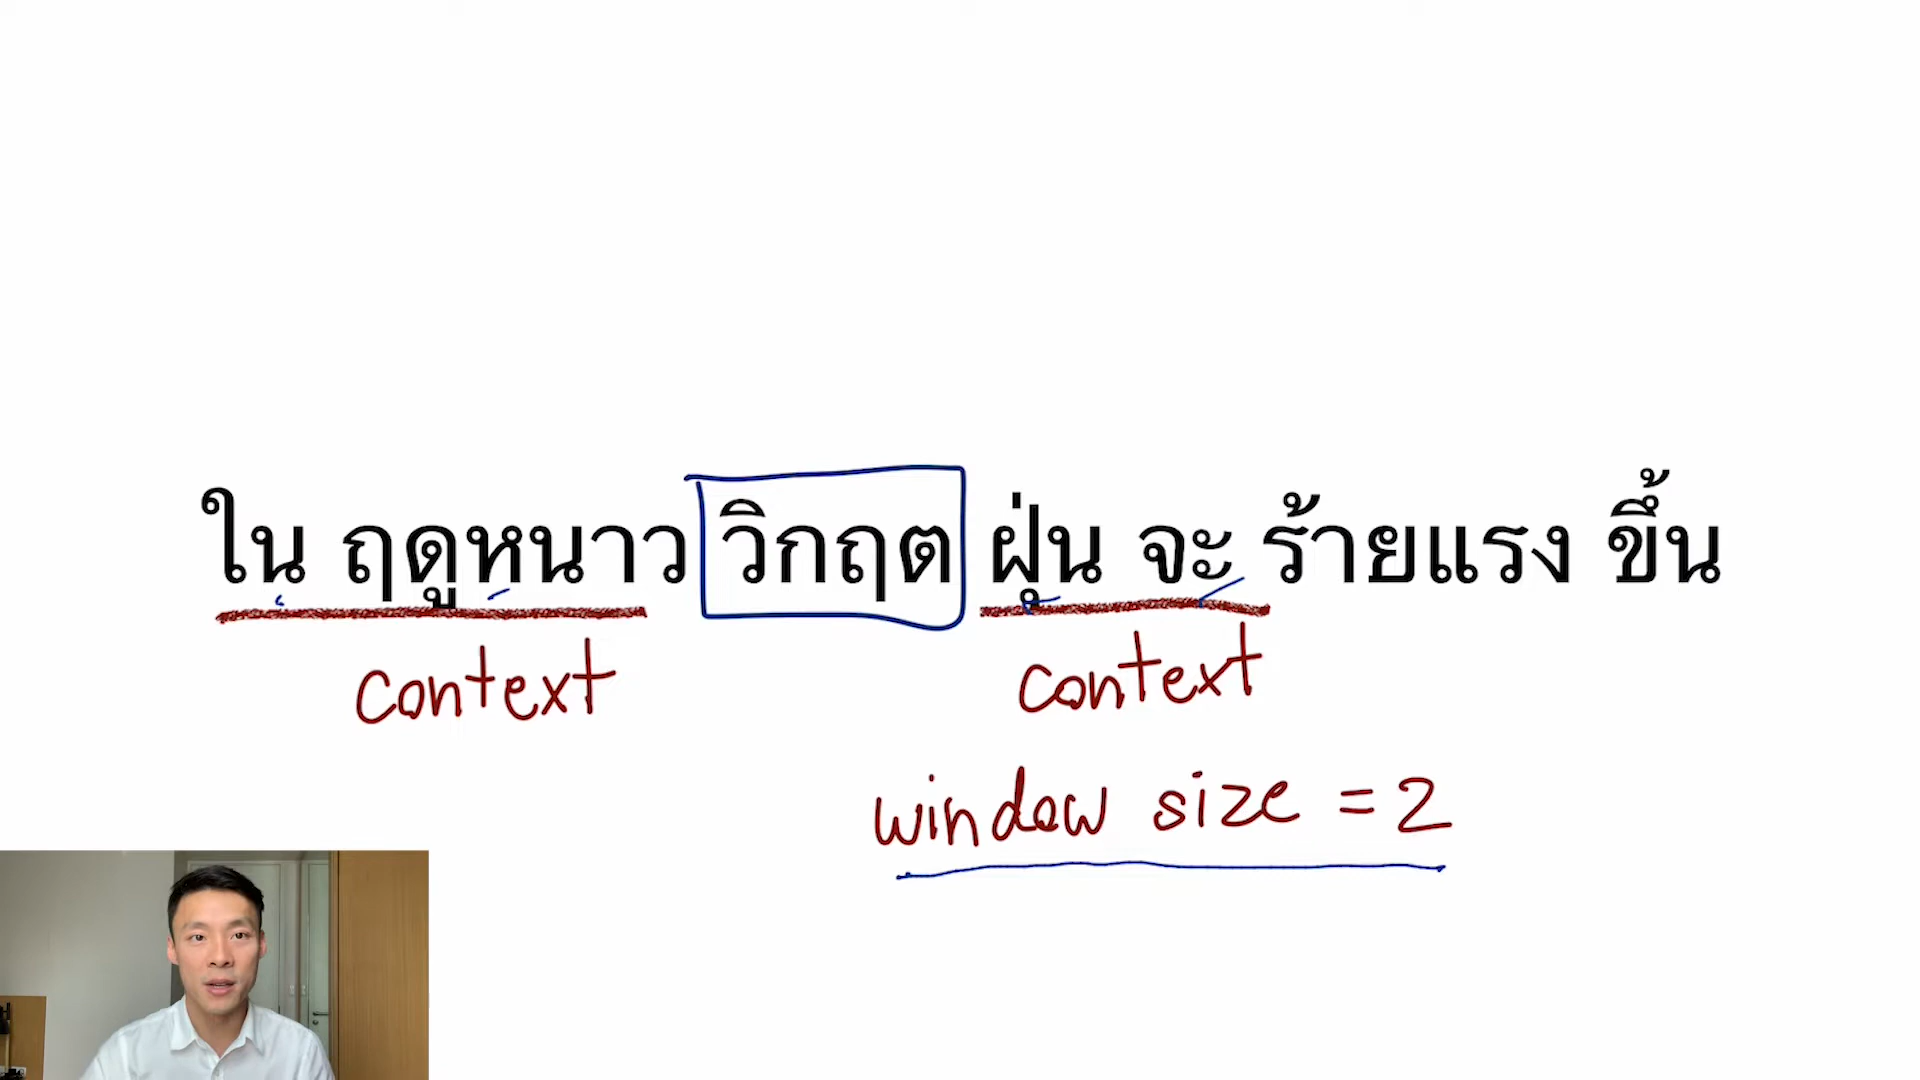 ใน ฤดูหนาว วิกฤต ฝุ่น จะ ร้ายแรง ขึ้น
context context
window size = 2